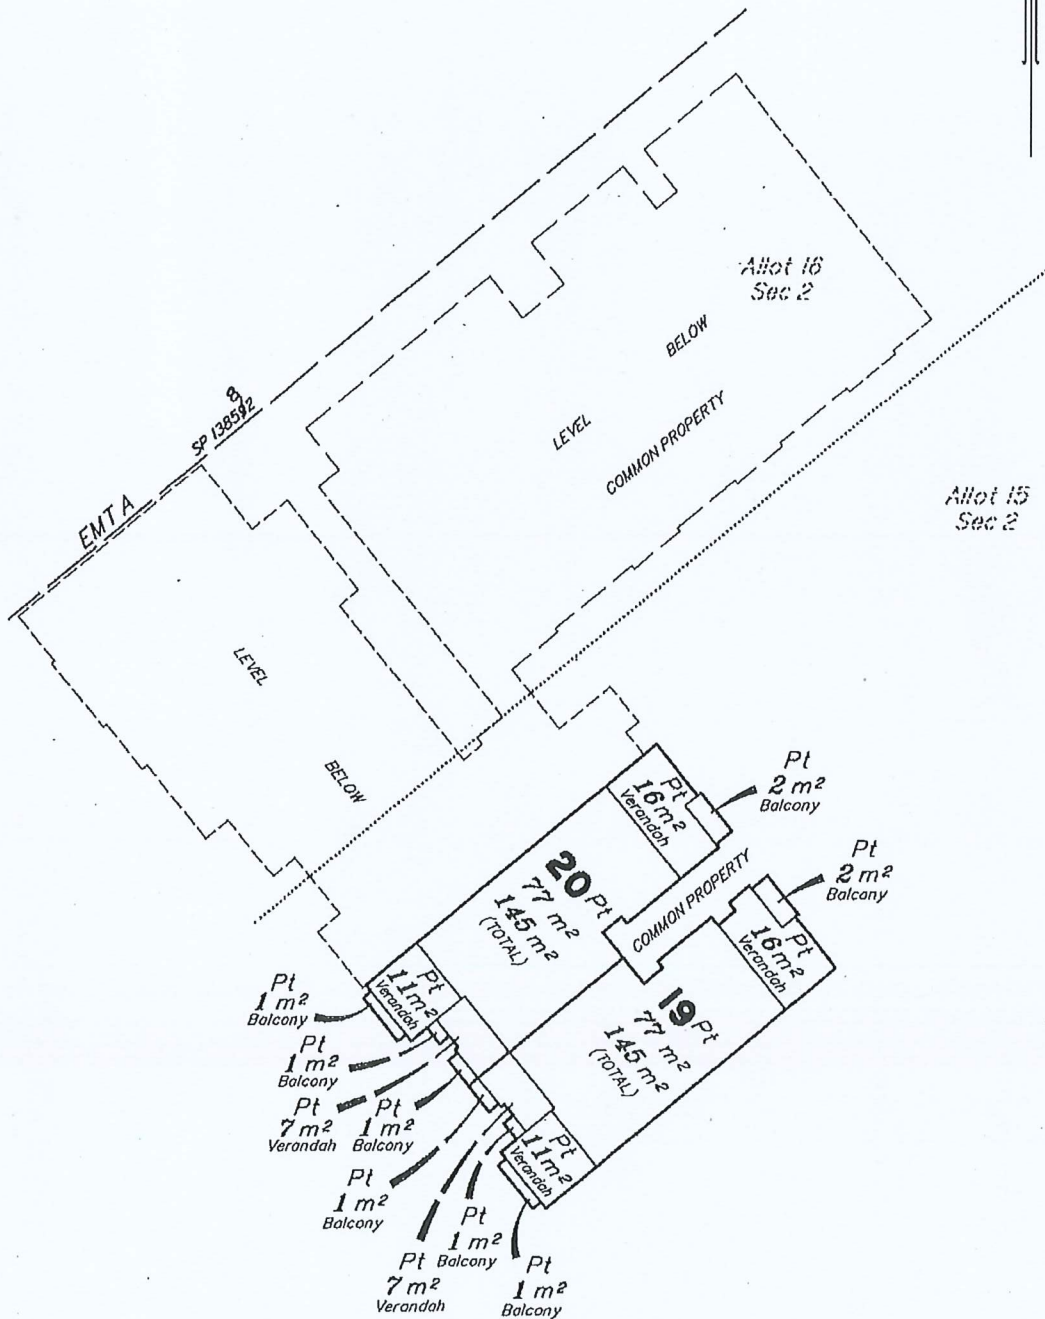 Allot 16
Sec 2
BELOW
LEVEL
COMMON PROPERTY
8
SP 138592
EMT A
Allot 15
Sec 2
LEVEL
BELOW
Pt
2 m²
Balcony
Pt
16 m²
Verandah
20 Pt
77 m²
145 m²
(TOTAL)
COMMON PROPERTY
Pt
2 m²
Balcony
Pt
16 m²
Verandah
19 Pt
77 m²
145 m²
(TOTAL)
Pt
11 m²
Verandah
Pt
1 m²
Balcony
Pt
1 m²
Balcony
Pt
7 m²
Verandah
Pt
1 m²
Balcony
Pt
1 m²
Balcony
Pt
11 m²
Verandah
Pt
1 m²
Balcony
Pt
7 m²
Verandah
Pt
1 m²
Balcony